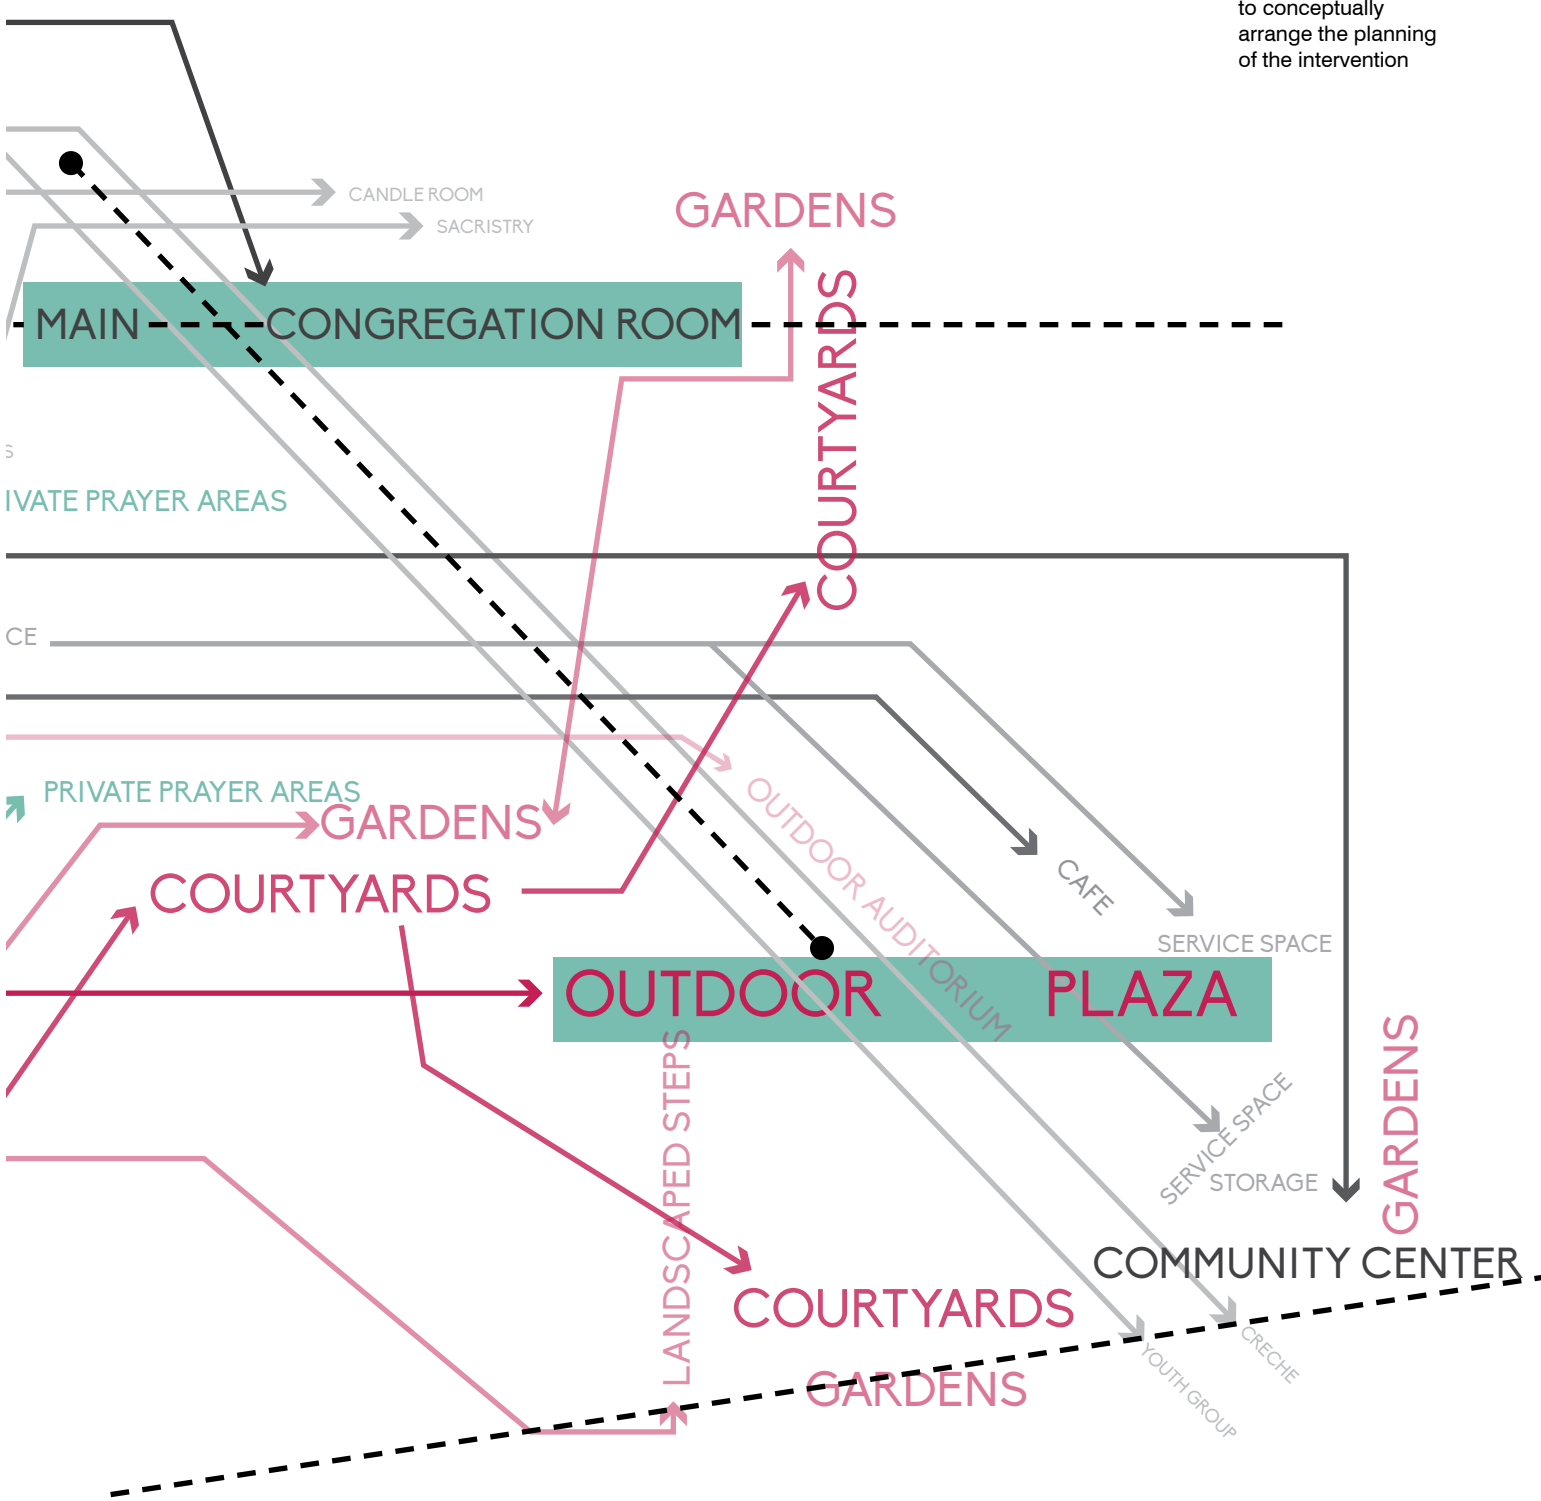 to conceptually
arrange the planning
of the intervention
CANDLE ROOM
SACRISTRY
GARDENS
COURTYARDS
MAIN CONGREGATION ROOM
S
IVATE PRAYER AREAS
CE
PRIVATE PRAYER AREAS
GARDENS
OUTDOOR AUDITORIUM
CAFE
COURTYARDS
SERVICE SPACE
OUTDOOR PLAZA
LANDSCAPED STEPS
GARDENS
SERVICE SPACE
STORAGE
COMMUNITY CENTER
COURTYARDS
CRECHE
YOUTH GROUP
GARDENS